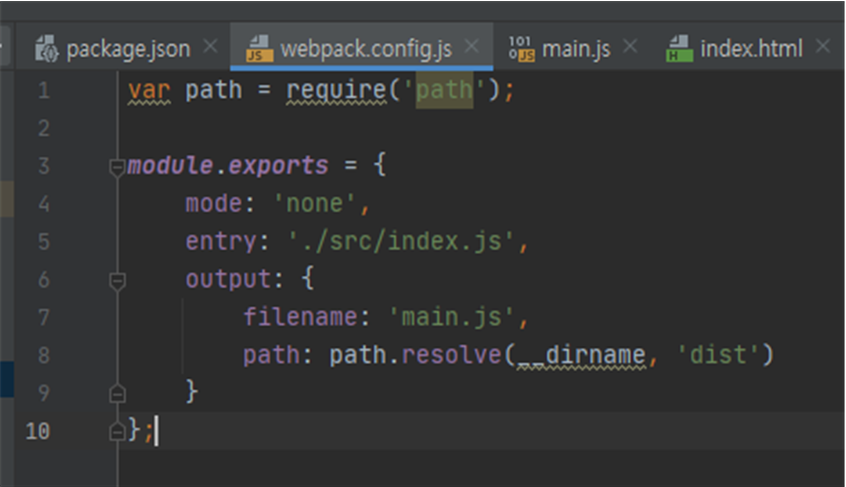 package.json webpack.config.js main.js index.html
1 var path = require('path');
2
3 module.exports = {
4 mode: 'none',
5 entry: './src/index.js',
6 output: {
7 filename: 'main.js',
8 path: path.resolve(__dirname, 'dist')
9 }
10 };